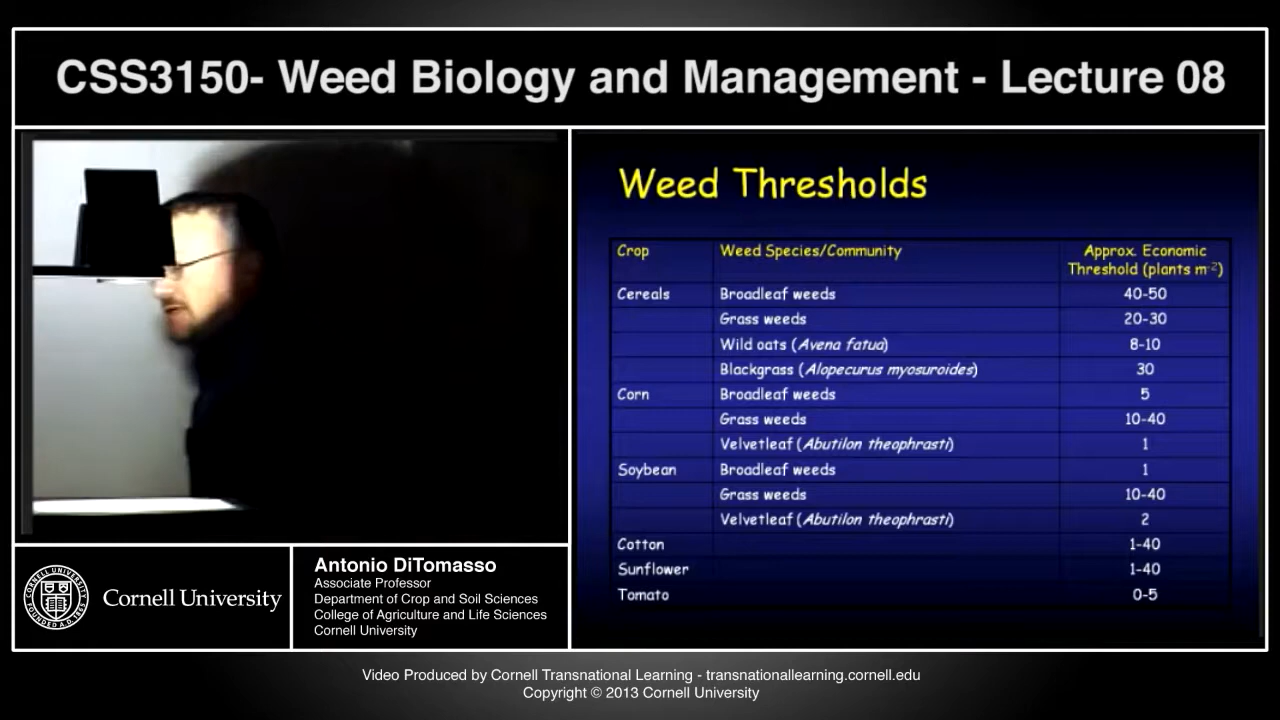 CSS3150- Weed Biology and Management - Lecture 08
Weed Thresholds
Crop Weed Species/Community Approx. Economic Threshold (plants m⁻²)
Cereals Broadleaf weeds 40-50
Grass weeds 20-30
Wild oats (Avena fatua) 8-10
Blackgrass (Alopecurus myosuroides) 30
Corn Broadleaf weeds 5
Grass weeds 10-40
Velvetleaf (Abutilon theophrasti) 1
Soybean Broadleaf weeds 1
Grass weeds 10-40
Velvetleaf (Abutilon theophrasti) 2
Cotton 1-40
Sunflower 1-40
Tomato 0-5
Cornell University
Antonio DiTomasso
Associate Professor
Department of Crop and Soil Sciences
College of Agriculture and Life Sciences
Cornell University
Video Produced by Cornell Transnational Learning - transnationallearning.cornell.edu
Copyright © 2013 Cornell University